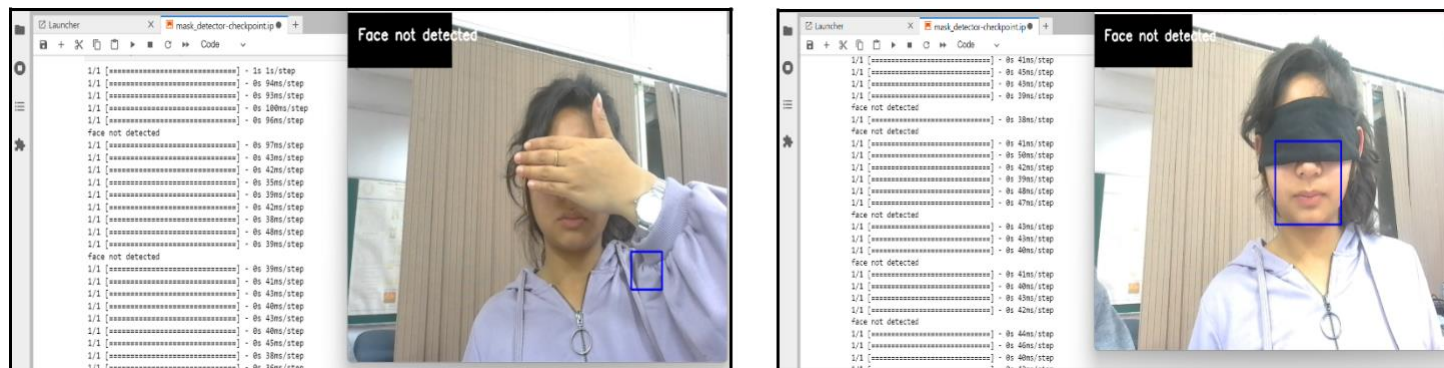 Launcher
mask_detector-checkpoint.ip
Code
Face not detected
1/1 [==============================] - 1s 1s/step
1/1 [==============================] - 0s 94ms/step
1/1 [==============================] - 0s 93ms/step
1/1 [==============================] - 0s 100ms/step
1/1 [==============================] - 0s 96ms/step
face not detected
1/1 [==============================] - 0s 97ms/step
1/1 [==============================] - 0s 43ms/step
1/1 [==============================] - 0s 42ms/step
1/1 [==============================] - 0s 35ms/step
1/1 [==============================] - 0s 39ms/step
1/1 [==============================] - 0s 42ms/step
1/1 [==============================] - 0s 38ms/step
1/1 [==============================] - 0s 48ms/step
1/1 [==============================] - 0s 39ms/step
face not detected
1/1 [==============================] - 0s 39ms/step
1/1 [==============================] - 0s 41ms/step
1/1 [==============================] - 0s 43ms/step
1/1 [==============================] - 0s 40ms/step
1/1 [==============================] - 0s 43ms/step
1/1 [==============================] - 0s 40ms/step
1/1 [==============================] - 0s 45ms/step
1/1 [==============================] - 0s 38ms/step
1/1 [==============================] - 0s 36ms/step
Launcher
mask_detector-checkpoint.ip
Code
Face not detected
1/1 [==============================] - 0s 41ms/step
1/1 [==============================] - 0s 45ms/step
1/1 [==============================] - 0s 43ms/step
1/1 [==============================] - 0s 39ms/step
face not detected
1/1 [==============================] - 0s 38ms/step
face not detected
1/1 [==============================] - 0s 41ms/step
1/1 [==============================] - 0s 50ms/step
1/1 [==============================] - 0s 42ms/step
1/1 [==============================] - 0s 39ms/step
1/1 [==============================] - 0s 48ms/step
1/1 [==============================] - 0s 47ms/step
face not detected
1/1 [==============================] - 0s 43ms/step
1/1 [==============================] - 0s 43ms/step
1/1 [==============================] - 0s 40ms/step
face not detected
1/1 [==============================] - 0s 41ms/step
1/1 [==============================] - 0s 40ms/step
1/1 [==============================] - 0s 43ms/step
1/1 [==============================] - 0s 42ms/step
face not detected
1/1 [==============================] - 0s 44ms/step
1/1 [==============================] - 0s 46ms/step
1/1 [==============================] - 0s 40ms/step